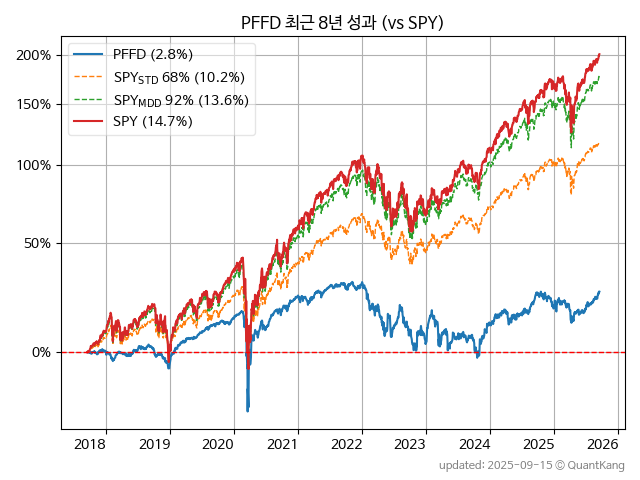 PFFD 최근 8년 성과 (vs SPY)
PFFD (2.8%)
SPY_STD 68% (10.2%)
SPY_MDD 92% (13.6%)
SPY (14.7%)
200%
150%
100%
50%
0%
2018 2019 2020 2021 2022 2023 2024 2025 2026
updated: 2025-09-15 © QuantKang